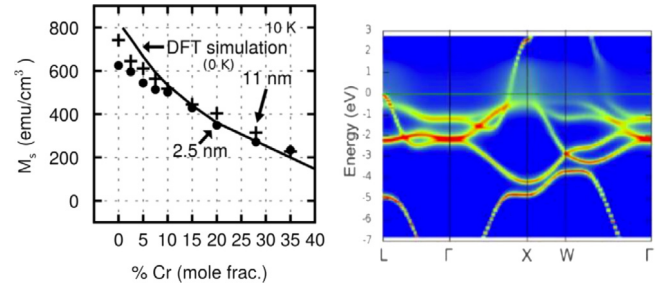 10 K
DFT simulation
(0 K)
11 nm
2.5 nm
800
600
400
200
0
Mₛ (emu/cm³)
0 5 10 15 20 25 30 35 40
% Cr (mole frac.)
3
2
1
0
-1
-2
-3
-4
-5
-6
-7
Energy (eV)
L Γ X W Γ